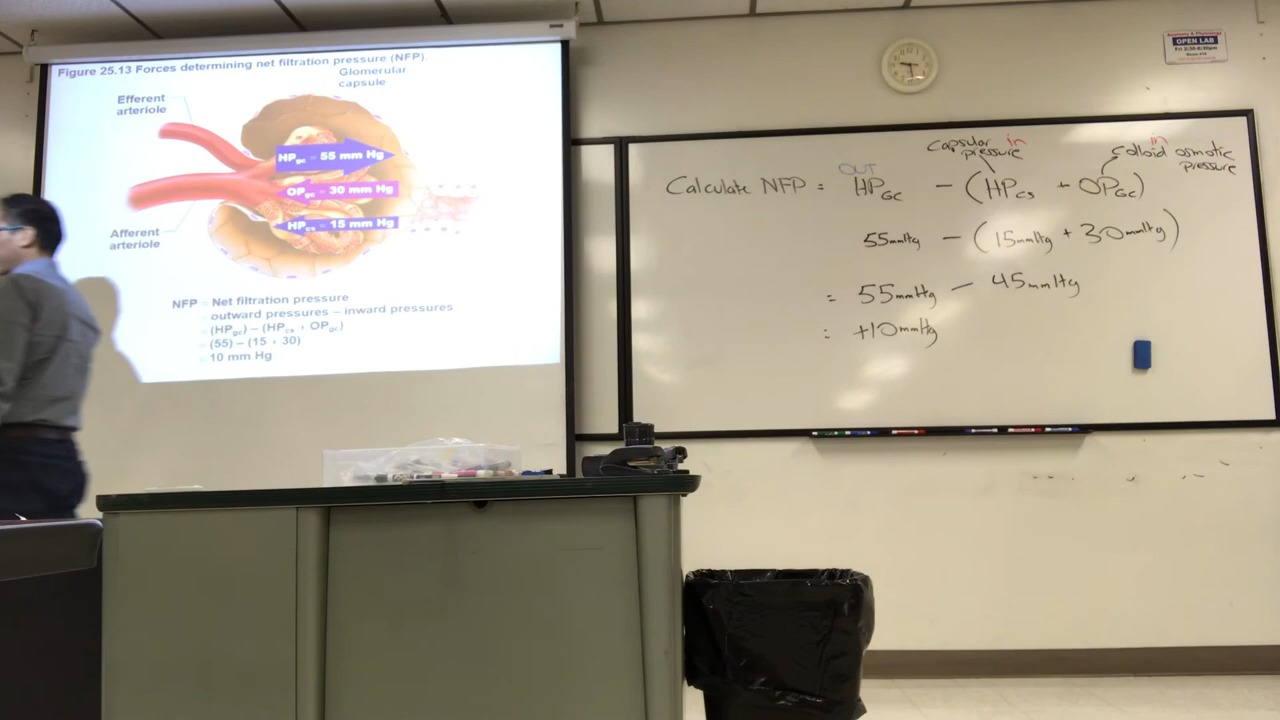 Figure 25.13 Forces determining net filtration pressure (NFP).
Glomerular
capsule
Efferent
arteriole
HPgc = 55 mm Hg
OPgc = 30 mm Hg
HPcs = 15 mm Hg
Afferent
arteriole
NFP = Net filtration pressure
= outward pressures – inward pressures
= (HPgc) – (HPcs + OPgc)
= (55) – (15 + 30)
= 10 mm Hg
Capsular in
pressure
in
colloid osmotic
pressure
OUT
Calculate NFP = HPGC - (HPCS + OPGC)
55mmHg - (15mmHg + 30mmHg)
= 55mmHg - 45mmHg
= +10mmHg
Anatomy & Physiology
OPEN LAB